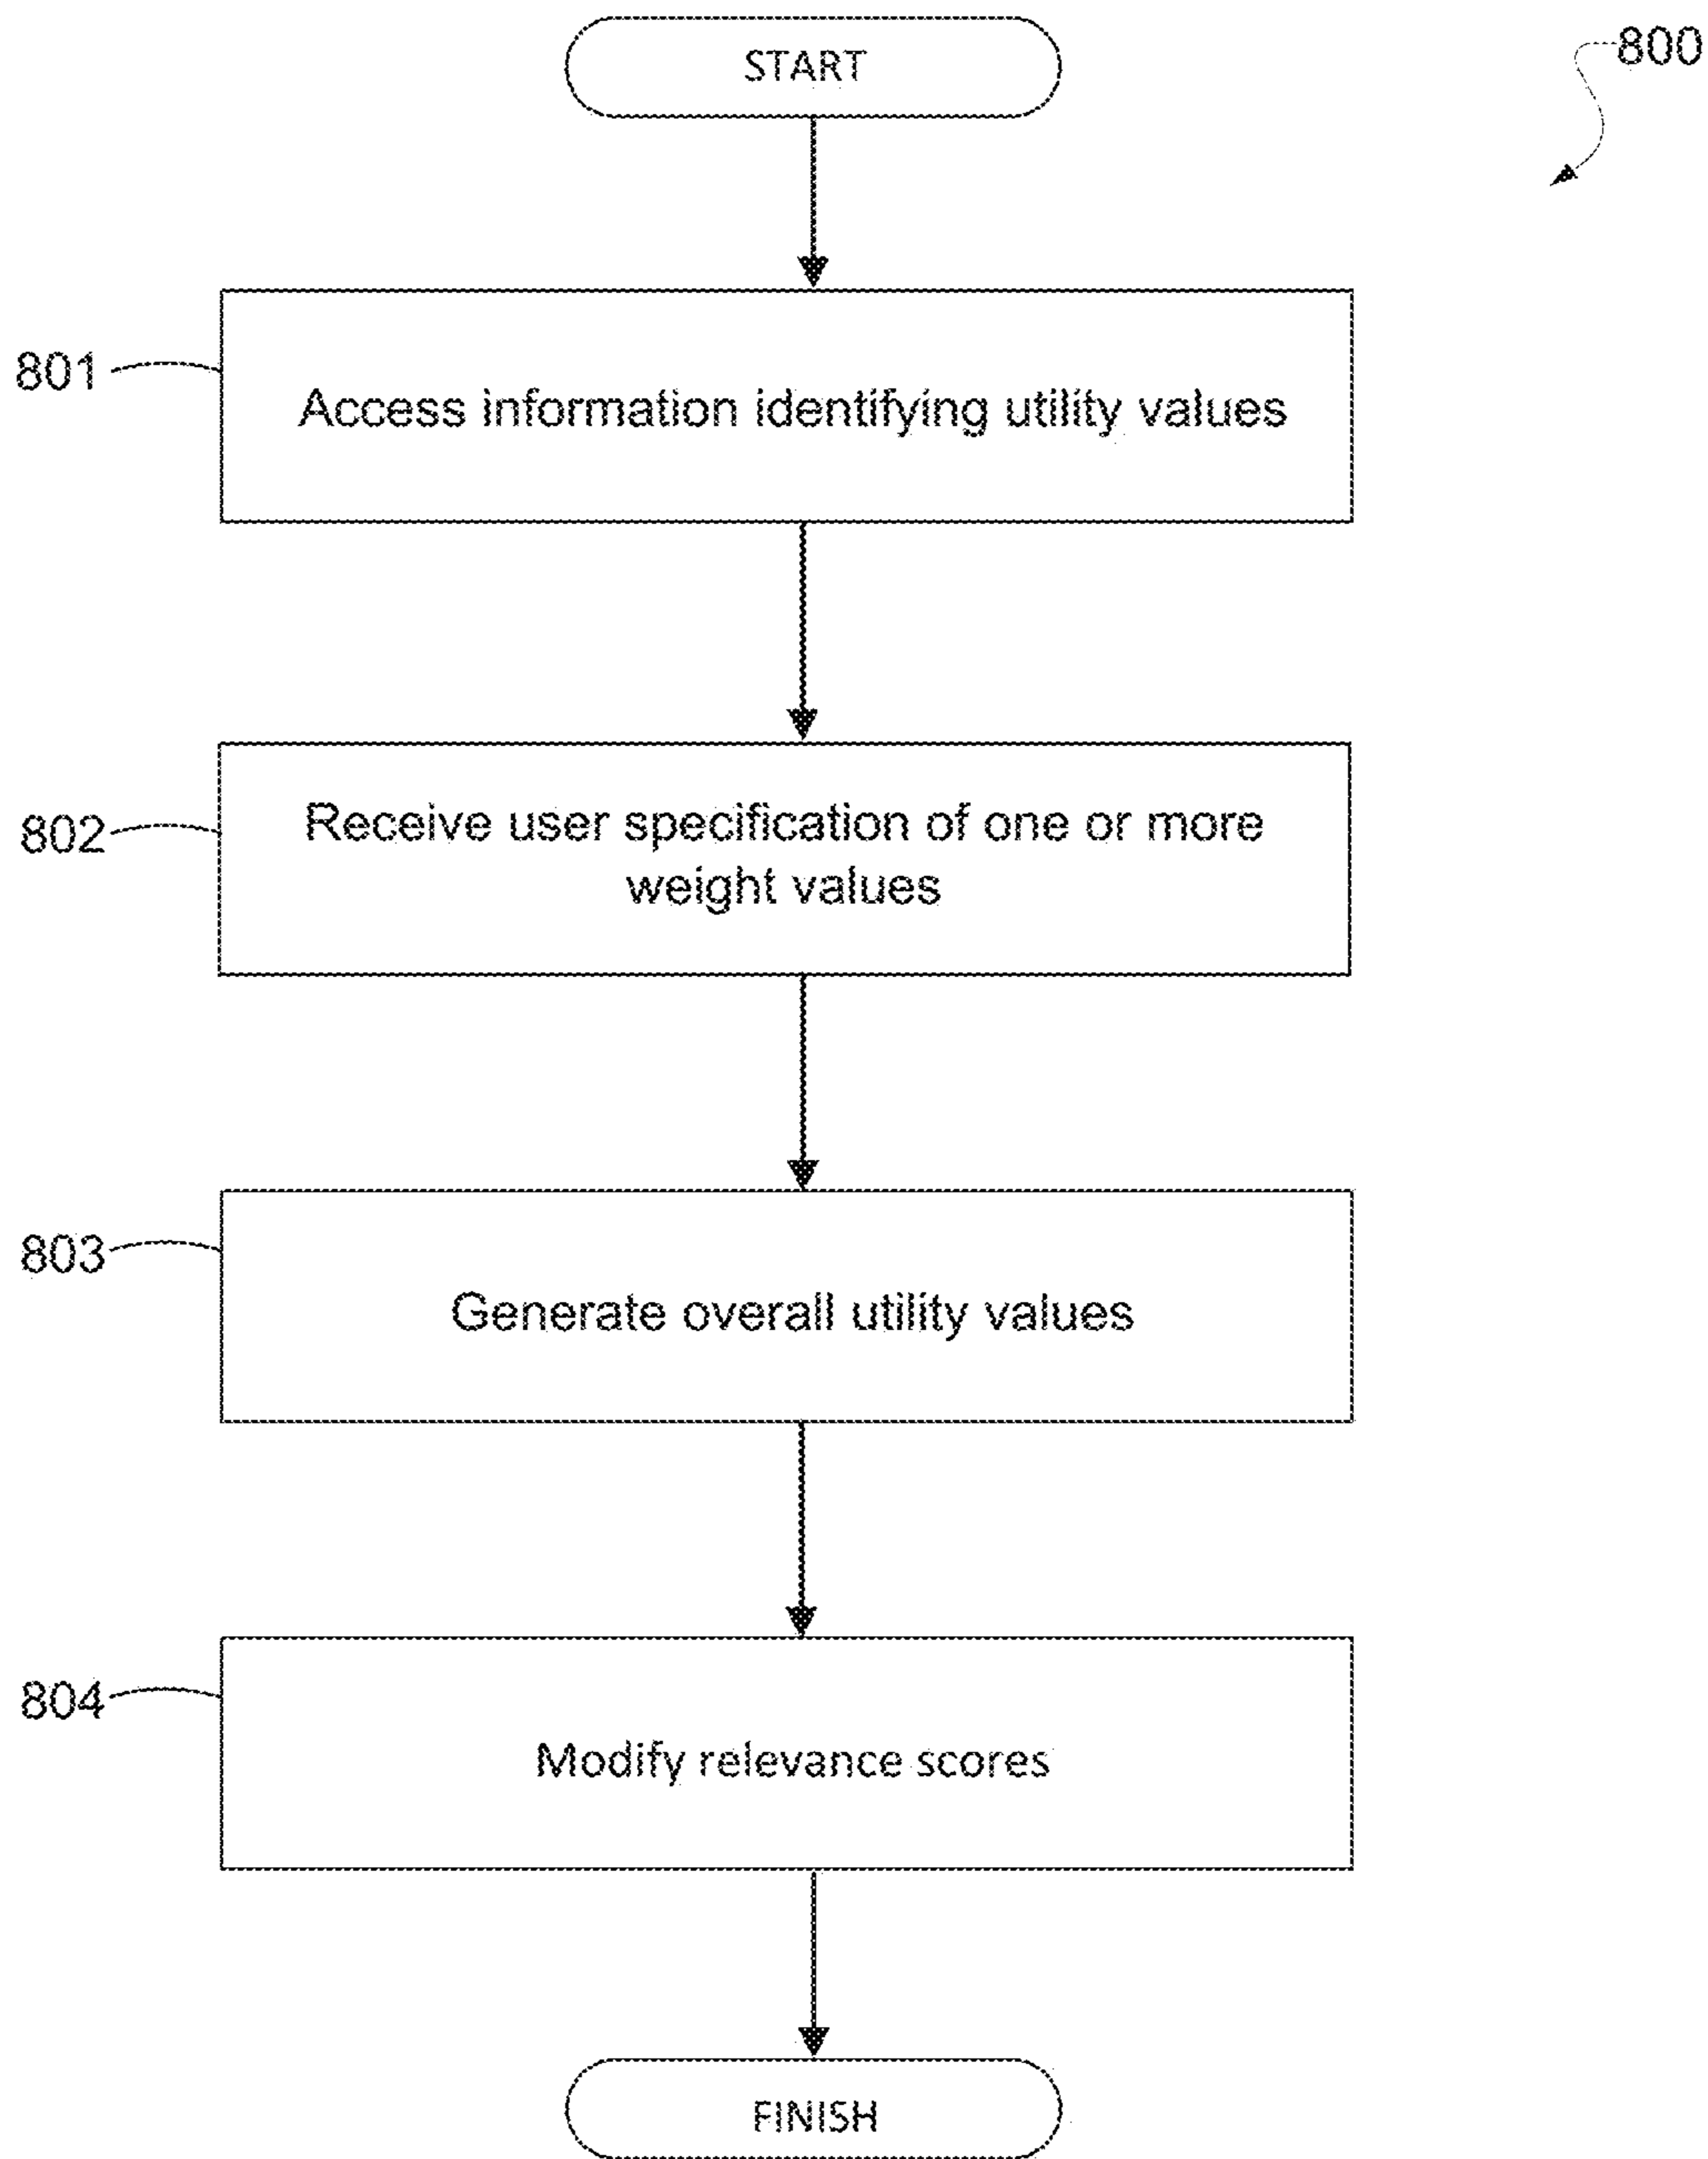 START
800
801
Access information identifying utility values
802
Receive user specification of one or more
weight values
803
Generate overall utility values
804
Modify relevance scores
FINISH